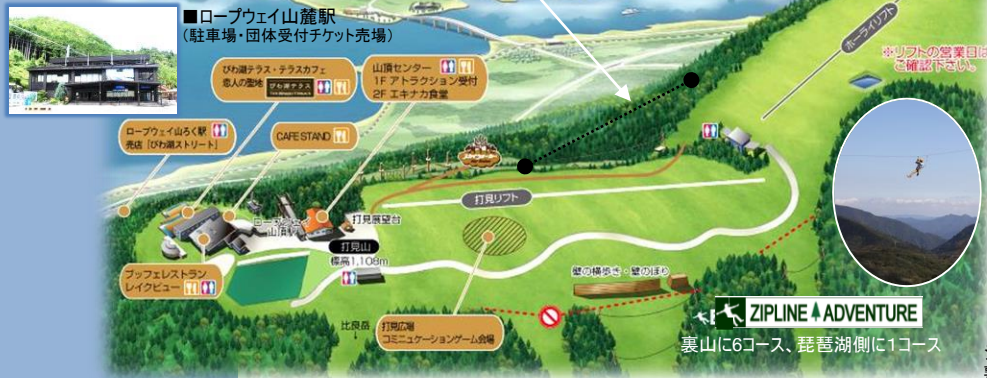 ■ロープウェイ山麓駅
(駐車場・団体受付チケット売場)
びわ湖テラス・テラスカフェ
恋人の聖地 びわ湖テラス
山頂センター
1F アトラクション受付
2F エキナカ食堂
ホーライリフト
※リフトの営業日は
ご確認下さい。
ロープウェイ山ろく駅
売店「びわ湖ストリート」
CAFE STAND
打見リフト
ロープウェイ
山頂駅
打見展望台
打見山
標高1,108m
ブッフェレストラン
レイクビュー
壁の横歩き・壁のぼり
比良岳
打見広場
コミニュケーションゲーム会場
ZIPLINE ADVENTURE
裏山に6コース、琵琶湖側に1コース